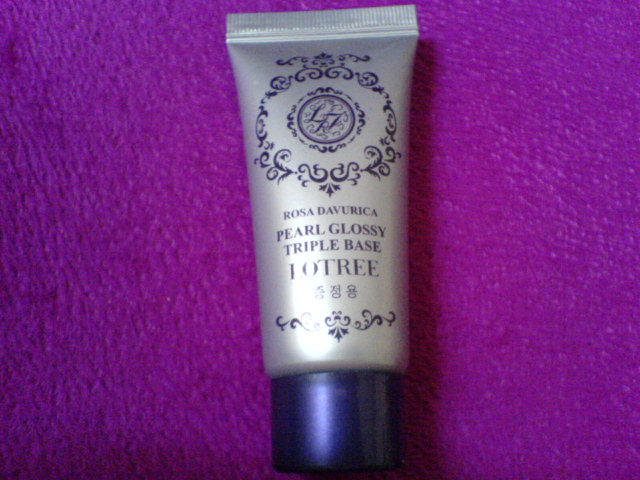 ROSA DAVURICA
PEARL GLOSSY
TRIPLE BASE
LOTREE
증정용